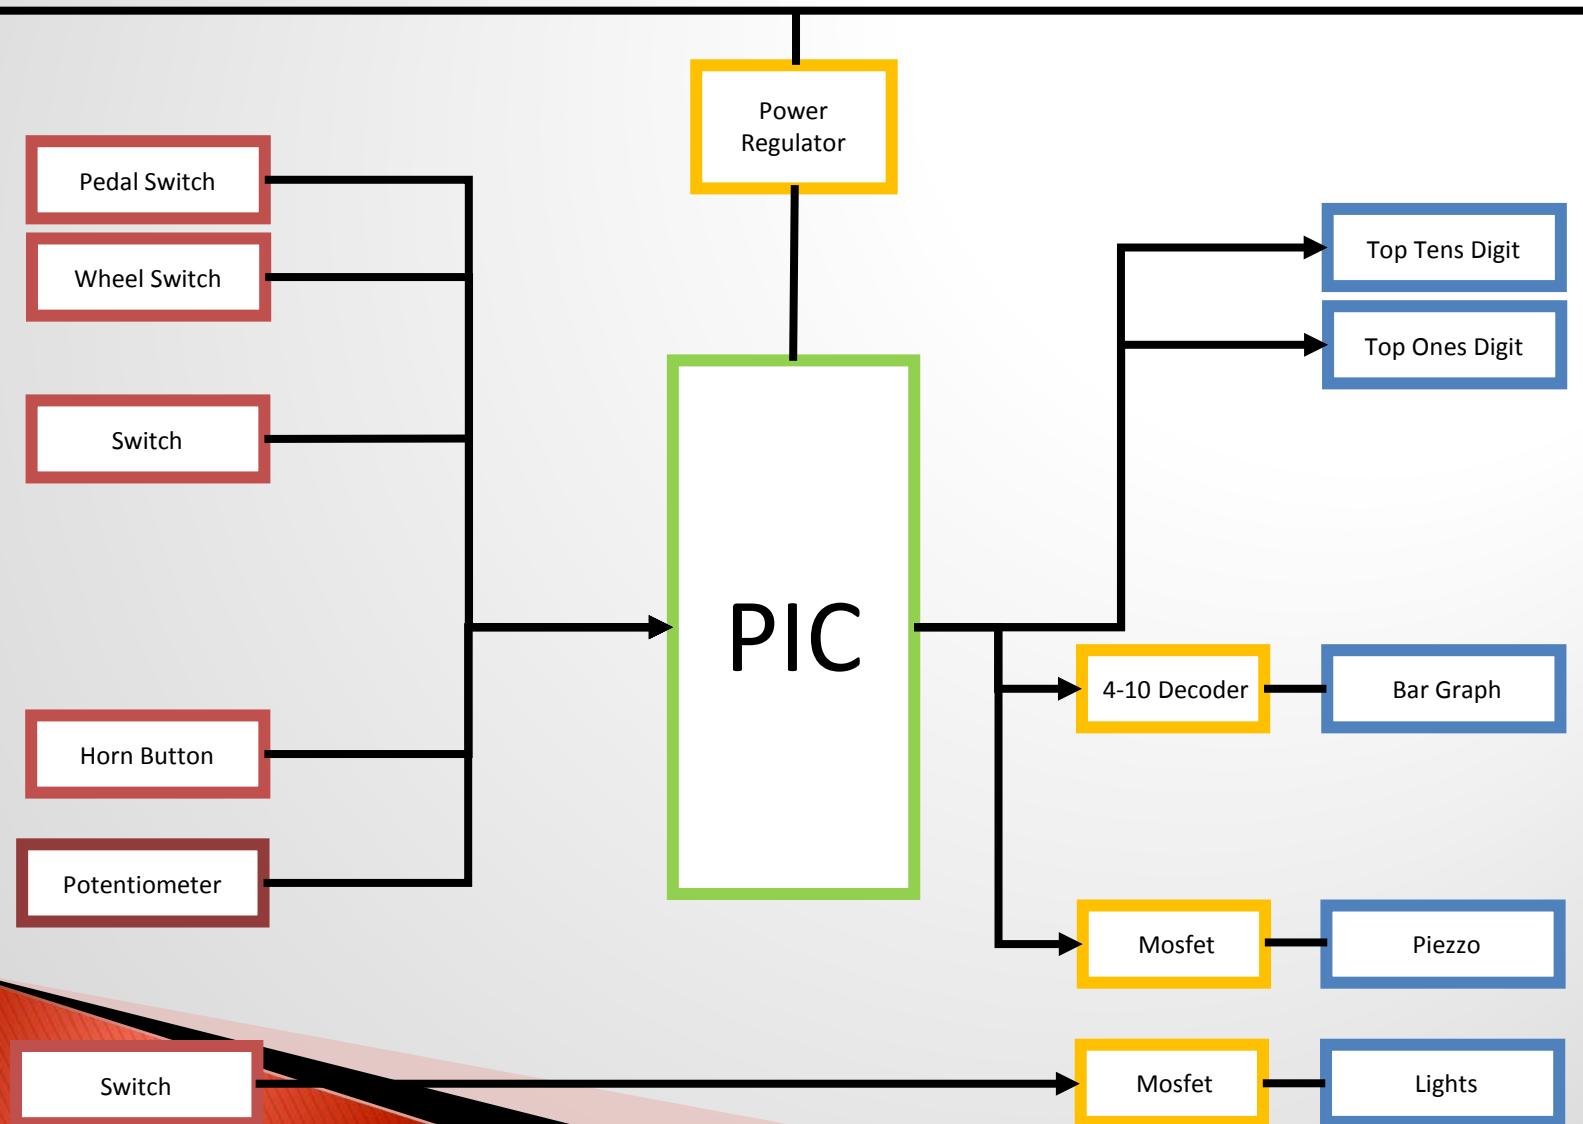 Power
Regulator
Pedal Switch
Wheel Switch
Switch
Horn Button
Potentiometer
Switch
PIC
Top Tens Digit
Top Ones Digit
4-10 Decoder
Bar Graph
Mosfet
Piezzo
Mosfet
Lights